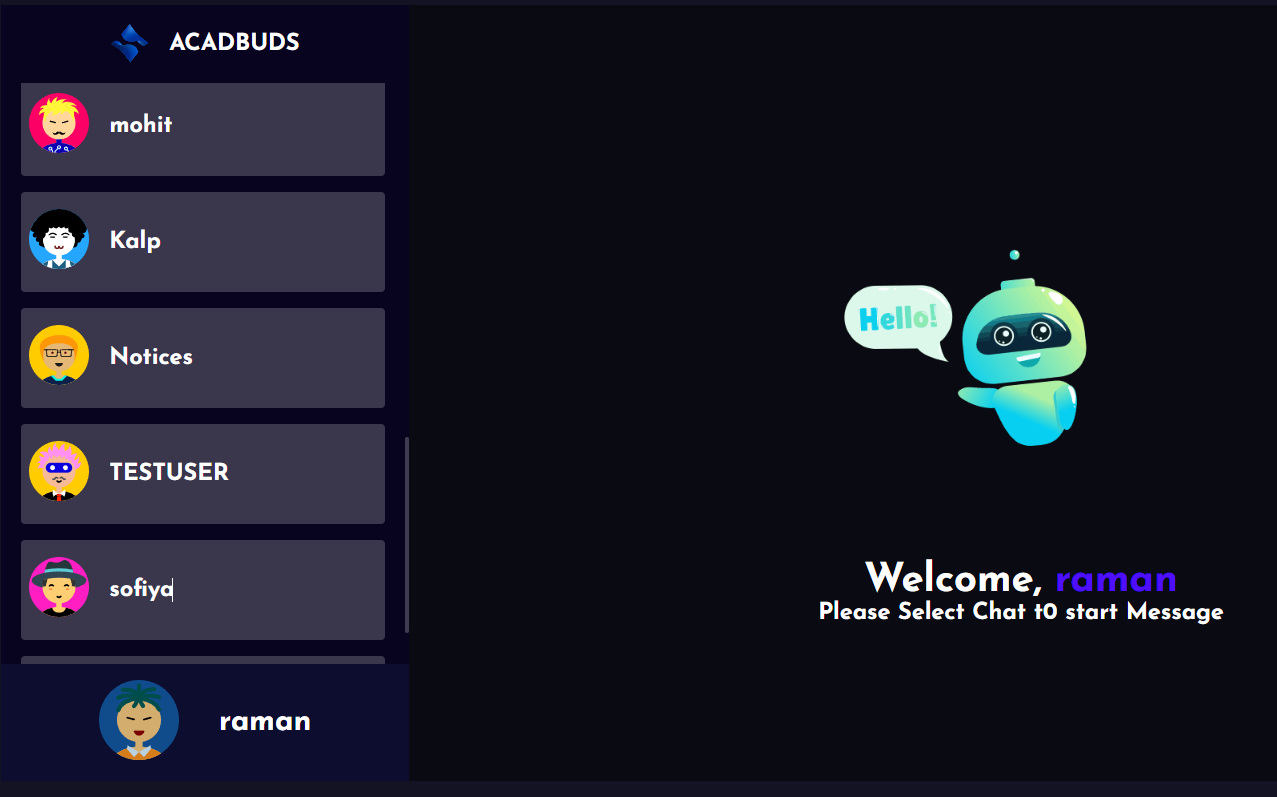 ACADBUDS
mohit
Kalp
Notices
TESTUSER
sofiya
raman
Hello!
Welcome, raman
Please Select Chat t0 start Message